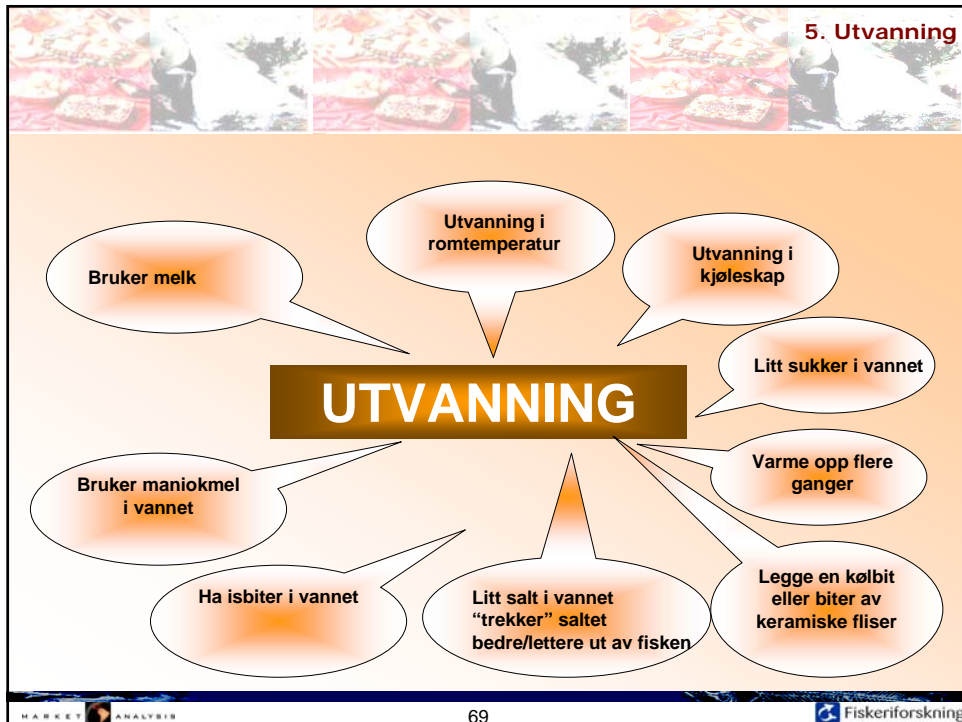 5. Utvanning
Utvanning i
romtemperatur
Utvanning i
kjøleskap
Bruker melk
Litt sukker i vannet
UTVANNING
Varme opp flere
ganger
Bruker maniokmel
i vannet
Legge en kølbit
eller biter av
keramiske fliser
Ha isbiter i vannet
Litt salt i vannet
“trekker” saltet
bedre/lettere ut av fisken
MARKET ANALYSIS
69
Fiskeriforskning